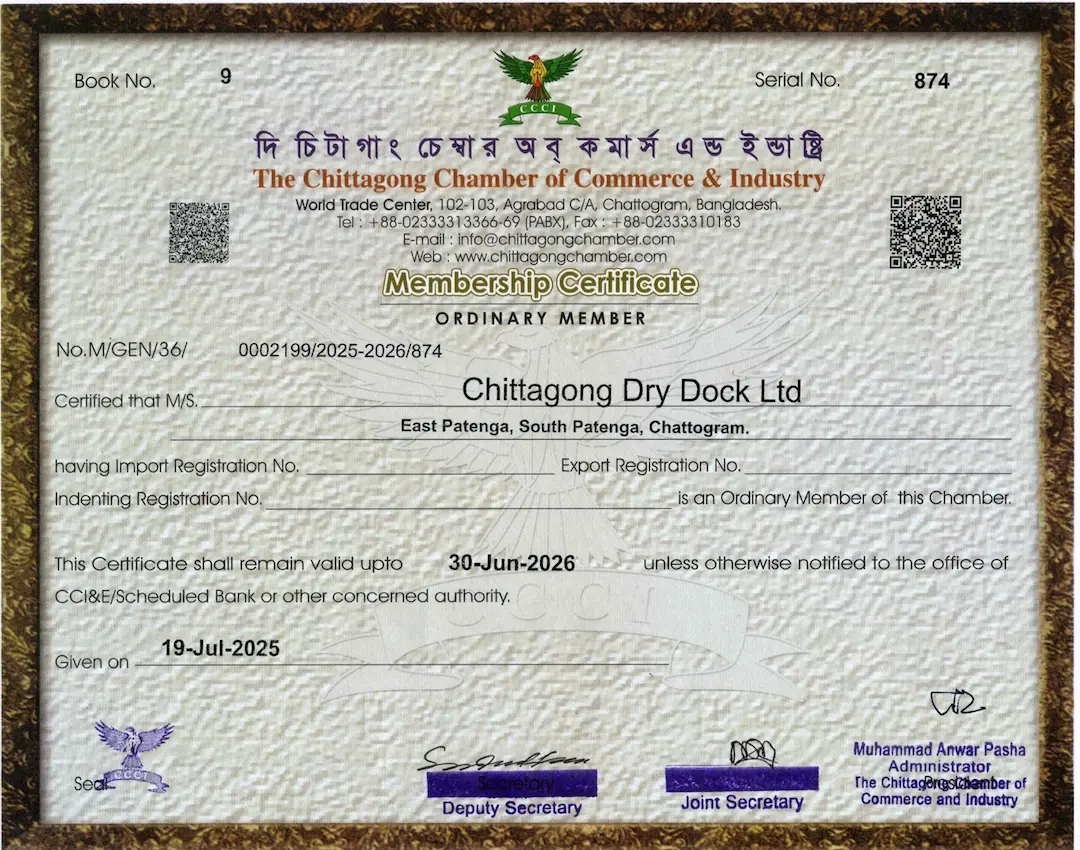 Book No. 9
Serial No. 874
CCCI
দি চিটাগাং চেম্বার অব্ কমার্স এন্ড ইন্ডাষ্ট্রি
The Chittagong Chamber of Commerce & Industry
World Trade Center, 102-103, Agrabad C/A, Chattogram, Bangladesh.
Tel : +88-02333313366-69 (PABX), Fax : +88-02333310183
E-mail : info@chittagongchamber.com
Web : www.chittagongchamber.com
Membership Certificate
ORDINARY MEMBER
No.M/GEN/36/ 0002199/2025-2026/874
Certified that M/S. Chittagong Dry Dock Ltd
East Patenga, South Patenga, Chattogram.
having Import Registration No. Export Registration No.
Indenting Registration No. is an Ordinary Member of this Chamber.
This Certificate shall remain valid upto 30-Jun-2026 unless otherwise notified to the office of
CCI&E/Scheduled Bank or other concerned authority.
CCCI
Given on 19-Jul-2025
Seal CCCI
Secretary
Deputy Secretary
Joint Secretary
Muhammad Anwar Pasha
Administrator
The Chittagong Chamber of
President
Commerce and Industry